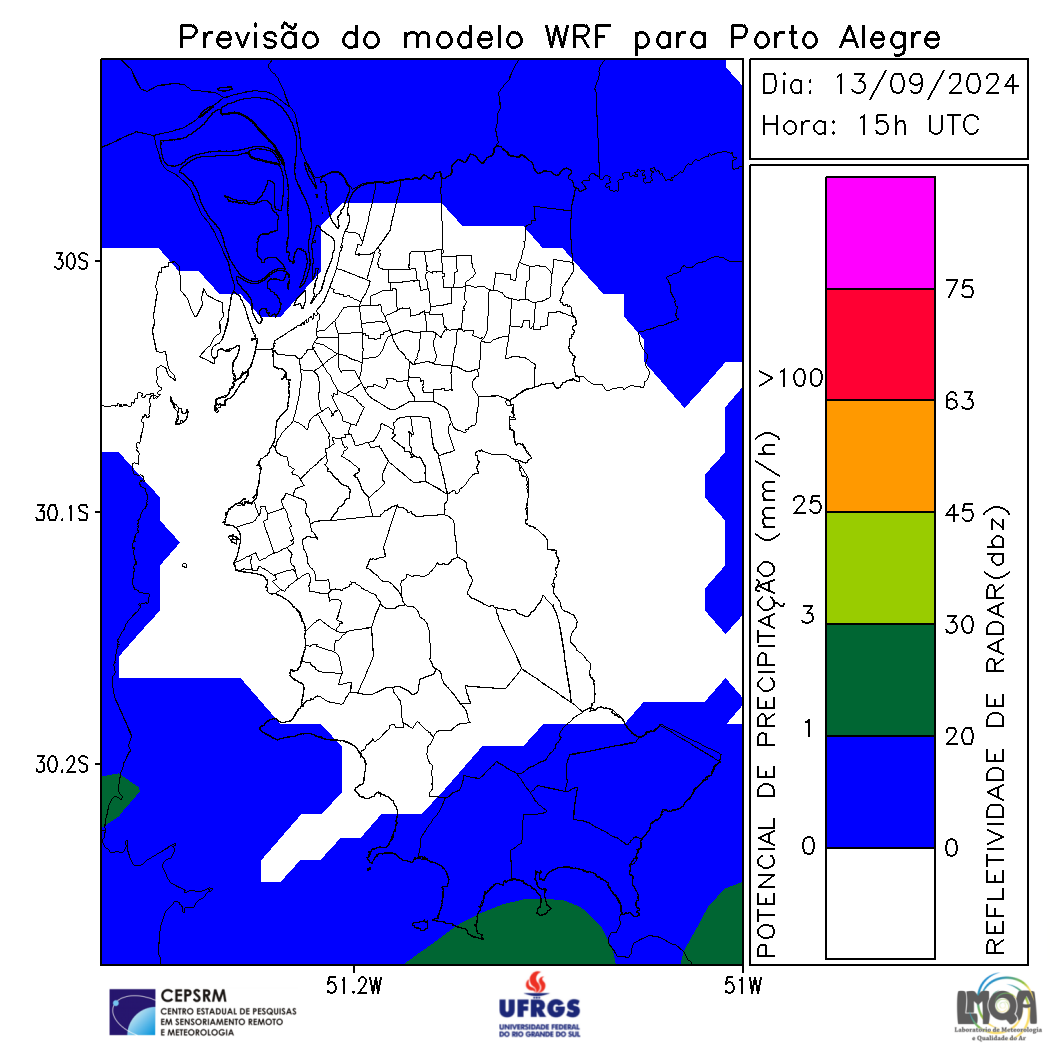 Previsão do modelo WRF para Porto Alegre
Dia: 13/09/2024
Hora: 15h UTC
30S
30.1S
30.2S
51.2W
51W
POTENCIAL DE PRECIPITAÇÃO (mm/h)
>100
25
3
1
0
75
63
45
30
20
0
REFLETIVIDADE DE RADAR(dbz)
CEPSRM
CENTRO ESTADUAL DE PESQUISAS
EM SENSORIAMENTO REMOTO
E METEOROLOGIA
UFRGS
UNIVERSIDADE FEDERAL
DO RIO GRANDE DO SUL
LMQA
Laboratório de Meteorologia
e Qualidade do Ar